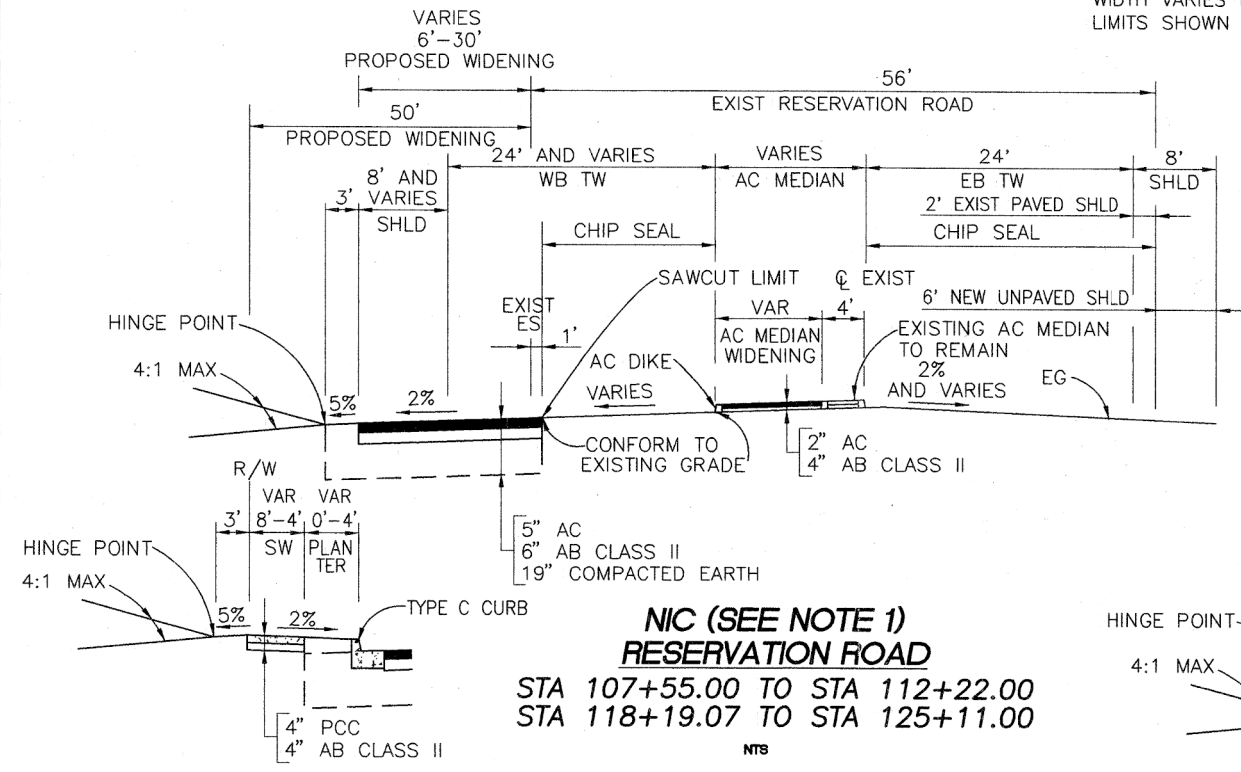 WIDTH VARIES
LIMITS SHOWN
VARIES
6'-30'
PROPOSED WIDENING
56'
EXIST RESERVATION ROAD
50'
PROPOSED WIDENING
24' AND VARIES
WB TW
VARIES
AC MEDIAN
24'
EB TW
8'
SHLD
3'
8' AND
VARIES
SHLD
2' EXIST PAVED SHLD
CHIP SEAL
CHIP SEAL
SAWCUT LIMIT
℄ EXIST
6' NEW UNPAVED SHLD
EXIST
ES
1'
VAR
4'
AC MEDIAN
WIDENING
EXISTING AC MEDIAN
TO REMAIN
HINGE POINT
4:1 MAX
AC DIKE
VARIES
2%
AND VARIES
EG
5%
2%
CONFORM TO
EXISTING GRADE
2" AC
4" AB CLASS II
R/W
VAR
VAR
3'
8'-4'
0'-4'
SW
PLAN
TER
5" AC
6" AB CLASS II
19" COMPACTED EARTH
HINGE POINT
4:1 MAX
5%
2%
TYPE C CURB
4" PCC
4" AB CLASS II
NIC (SEE NOTE 1)
RESERVATION ROAD
STA 107+55.00 TO STA 112+22.00
STA 118+19.07 TO STA 125+11.00
NTS
HINGE POINT
4:1 MAX